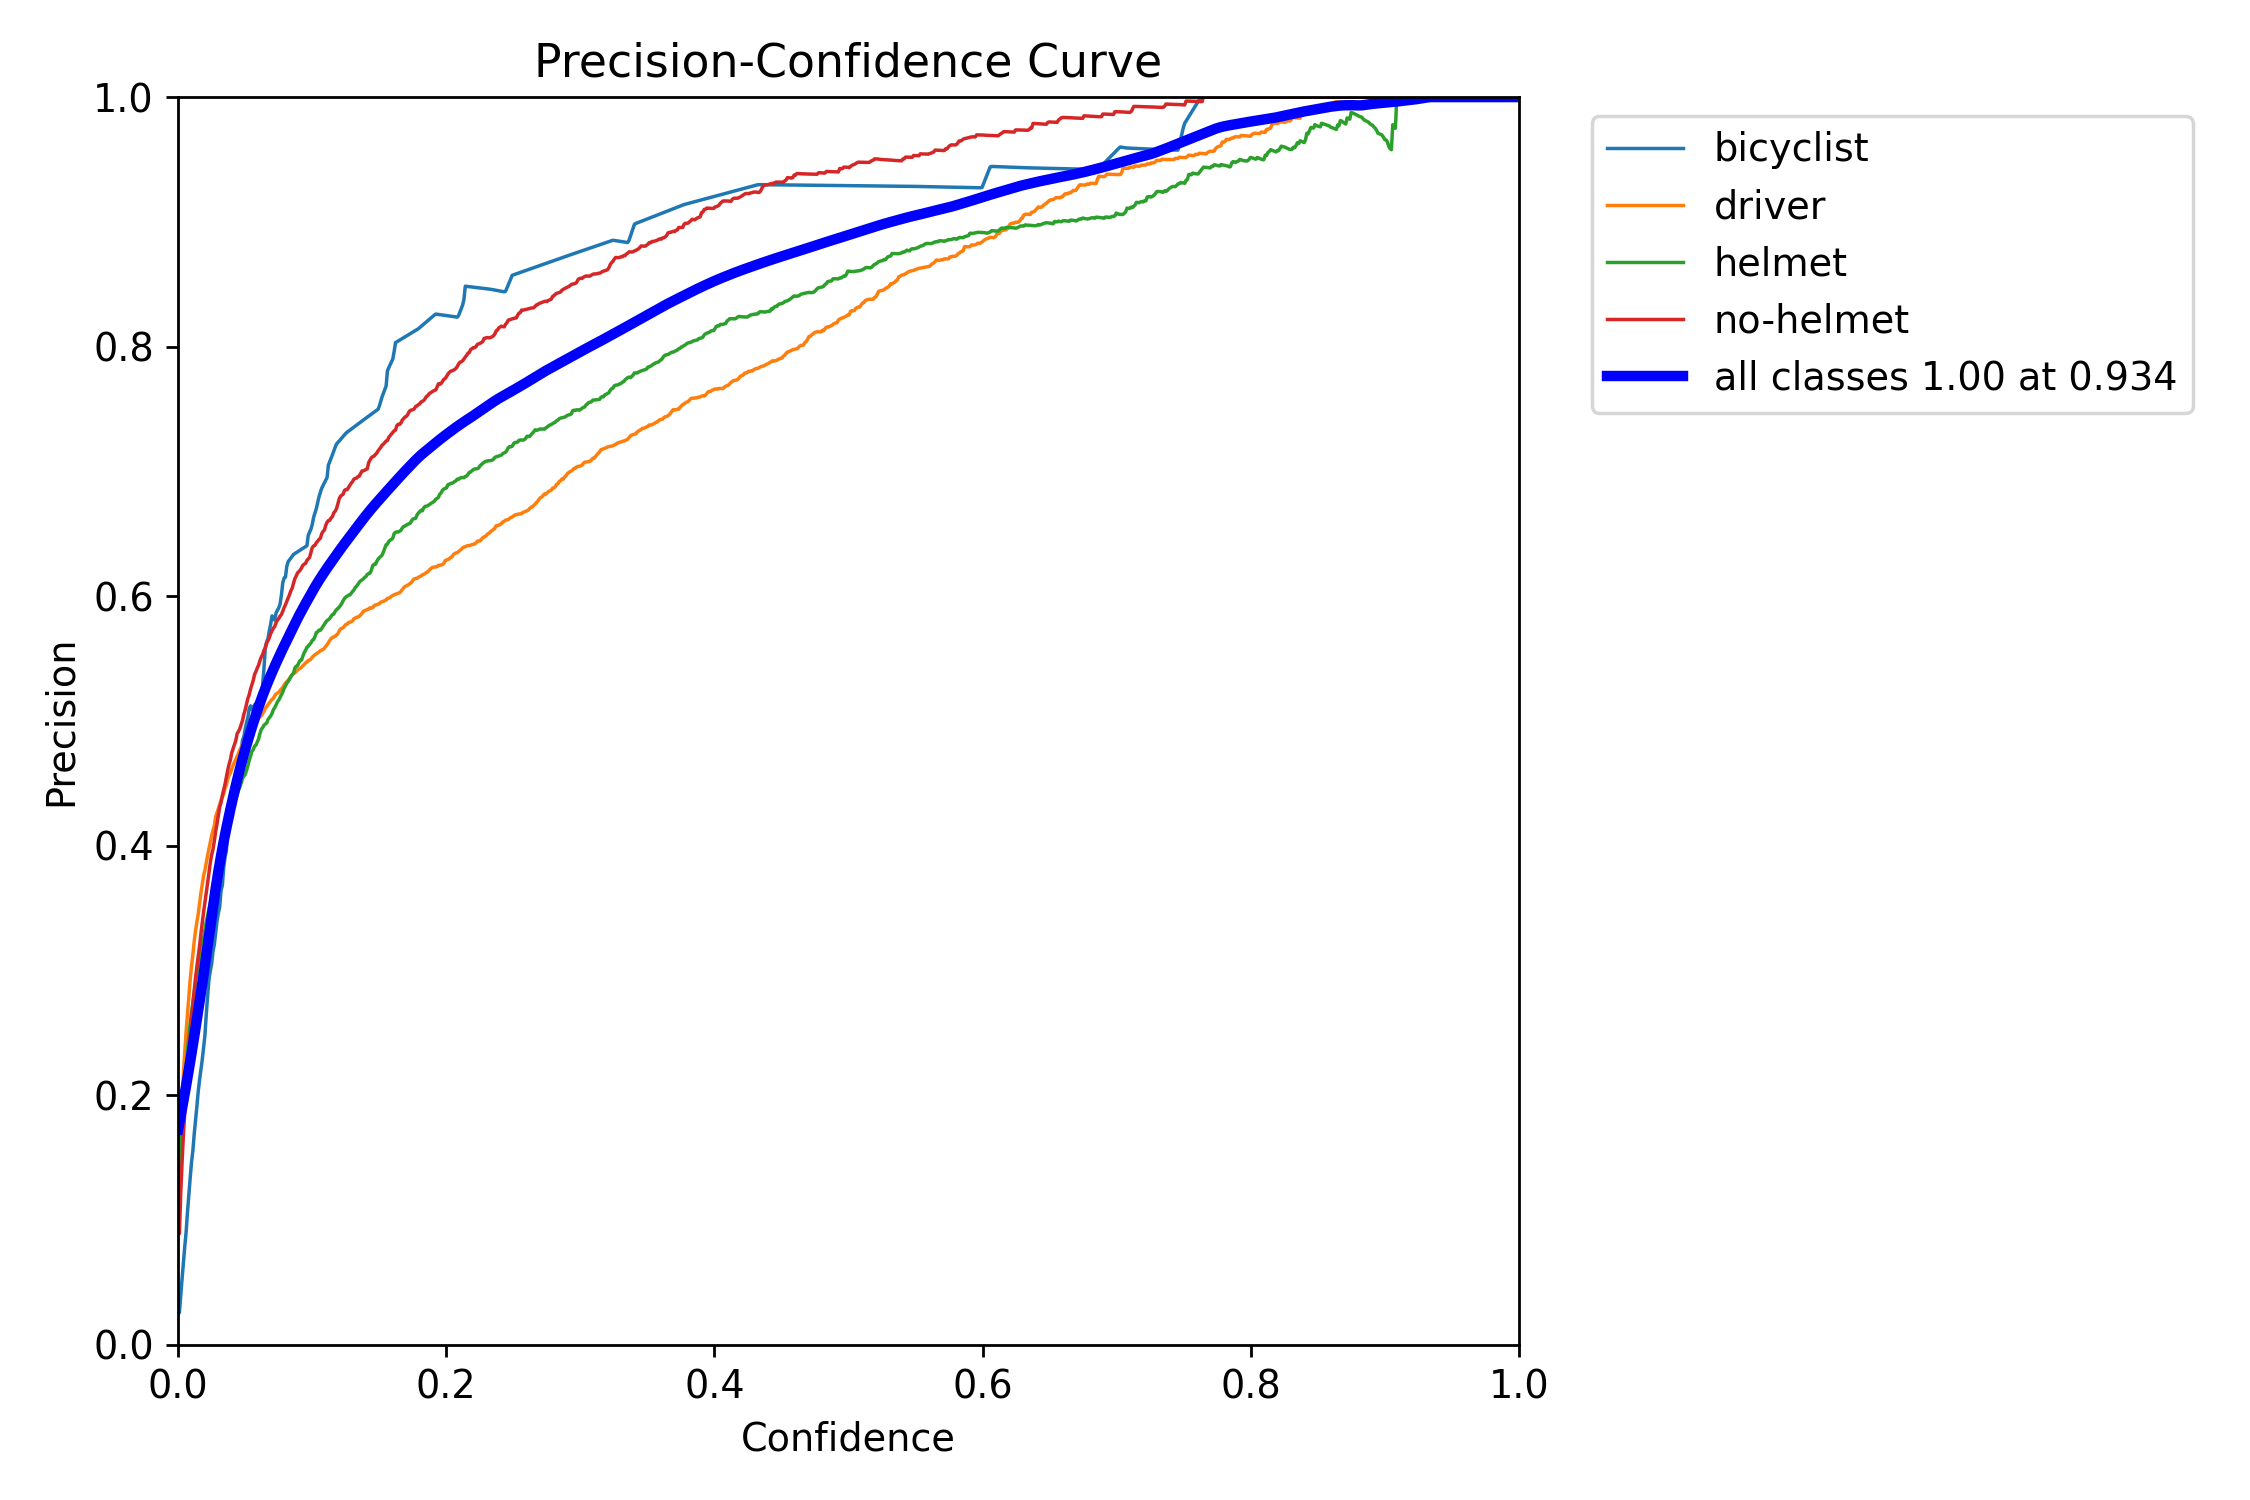 Precision-Confidence Curve
1.0
0.8
0.6
0.4
0.2
0.0
Precision
0.0 0.2 0.4 0.6 0.8 1.0
Confidence
bicyclist
driver
helmet
no-helmet
all classes 1.00 at 0.934